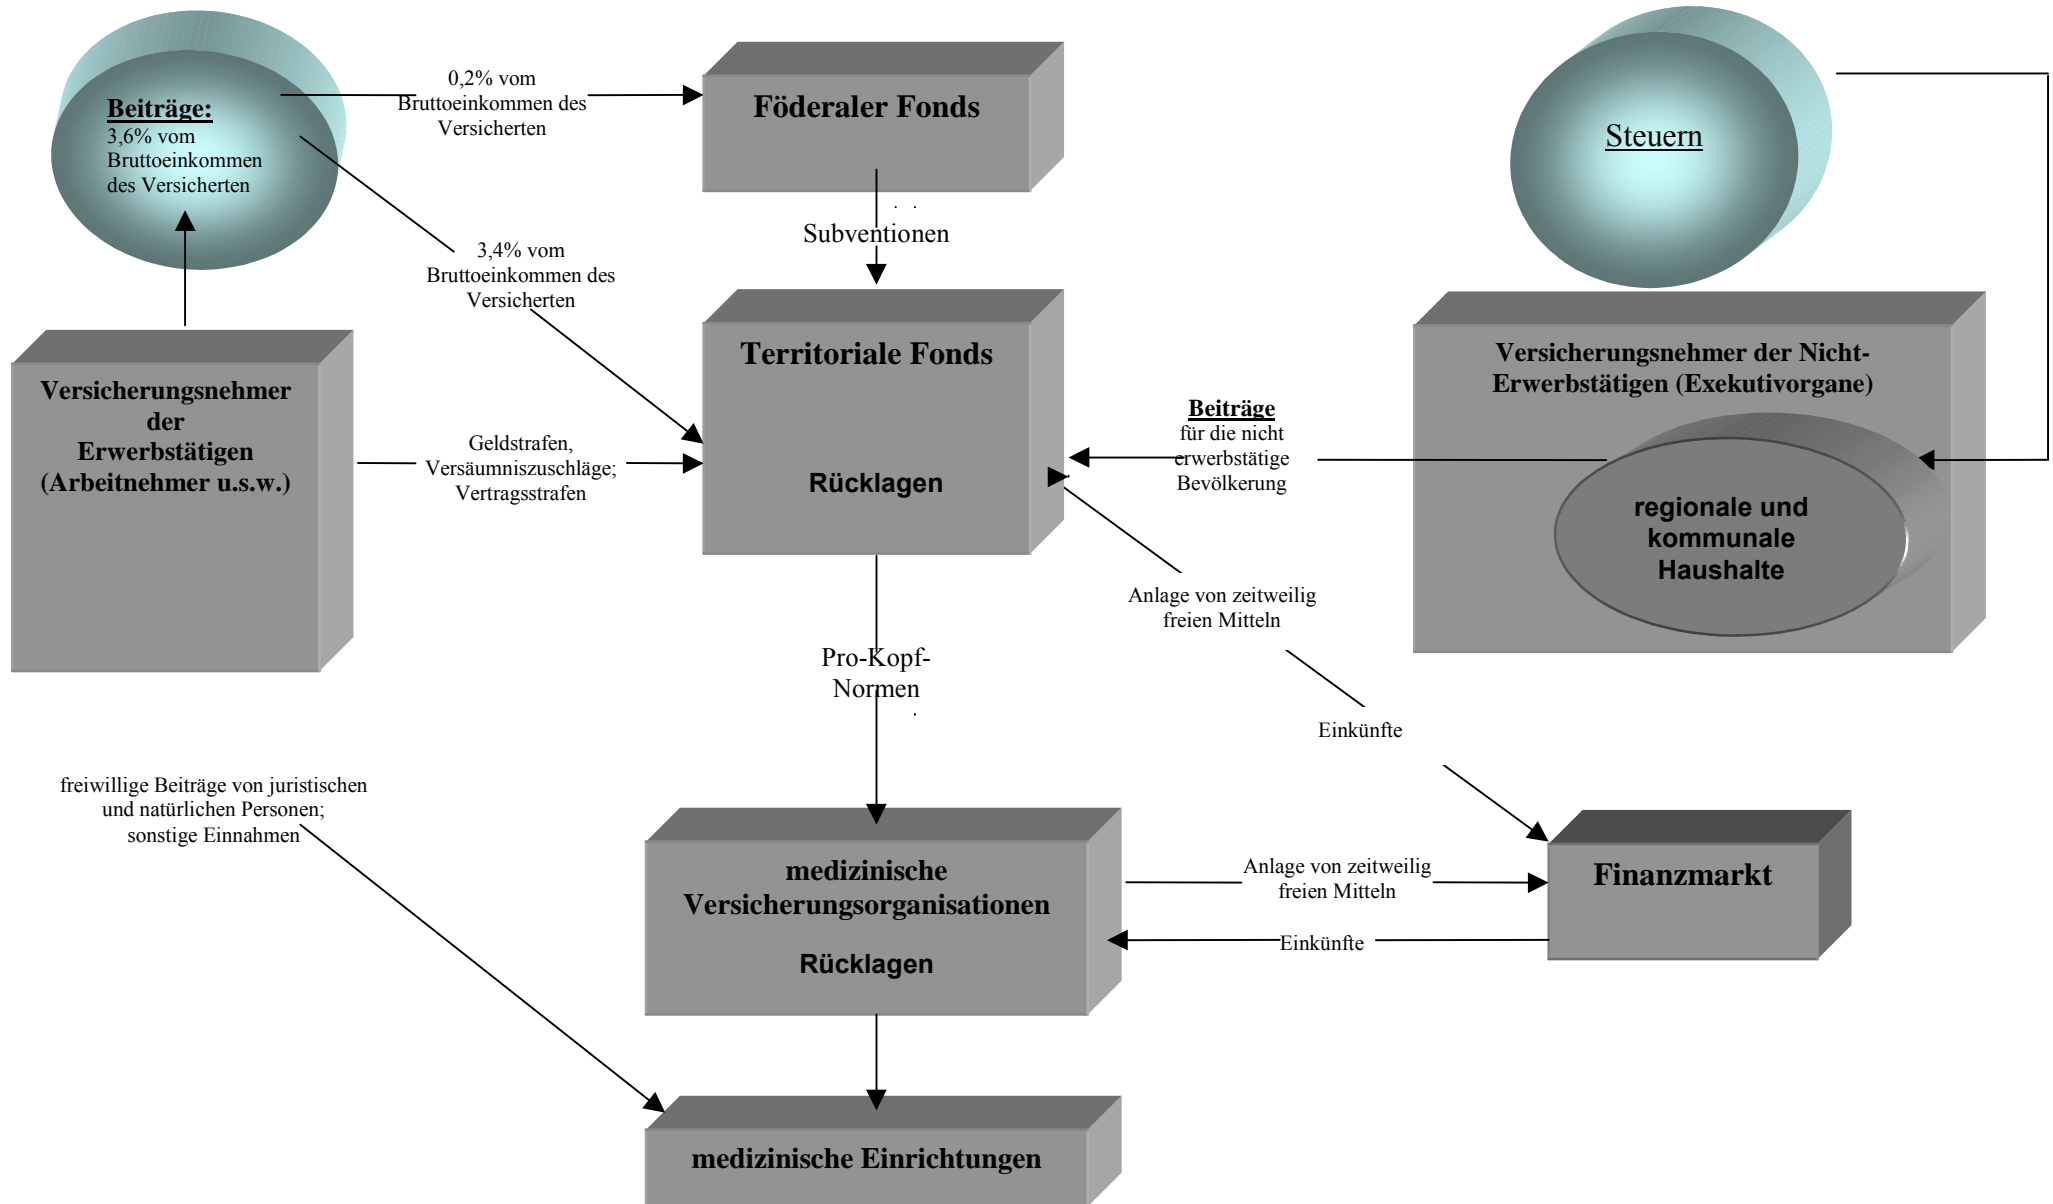 Beiträge:
3,6% vom
Bruttoeinkommen
des Versicherten
0,2% vom
Bruttoeinkommen des
Versicherten
Föderaler Fonds
Steuern
Subventionen
3,4% vom
Bruttoeinkommen des
Versicherten
Versicherungsnehmer
der
Erwerbstätigen
(Arbeitnehmer u.s.w.)
Geldstrafen,
Versäumniszuschläge;
Vertragsstrafen
Territoriale Fonds
Rücklagen
Beiträge
für die nicht
erwerbstätige
Bevölkerung
Versicherungsnehmer der Nicht-
Erwerbstätigen (Exekutivorgane)
regionale und
kommunale
Haushalte
Anlage von zeitweilig
freien Mitteln
Pro-Kopf-
Normen
Einkünfte
freiwillige Beiträge von juristischen
und natürlichen Personen;
sonstige Einnahmen
medizinische
Versicherungsorganisationen
Rücklagen
Anlage von zeitweilig
freien Mitteln
Einkünfte
Finanzmarkt
medizinische Einrichtungen